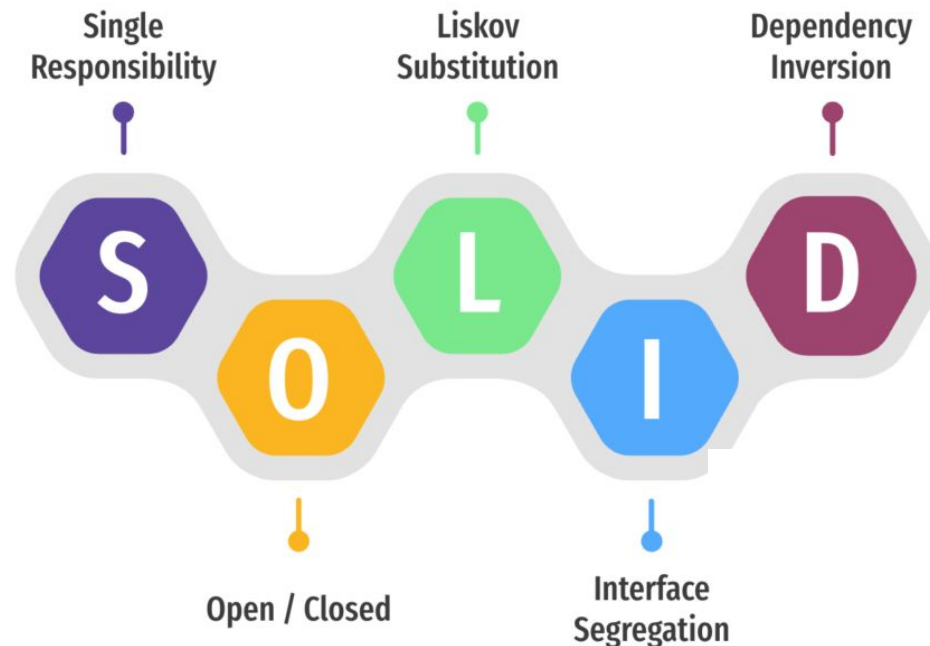 Single
Responsibility
Liskov
Substitution
Dependency
Inversion
S
O
L
I
D
Open / Closed
Interface
Segregation